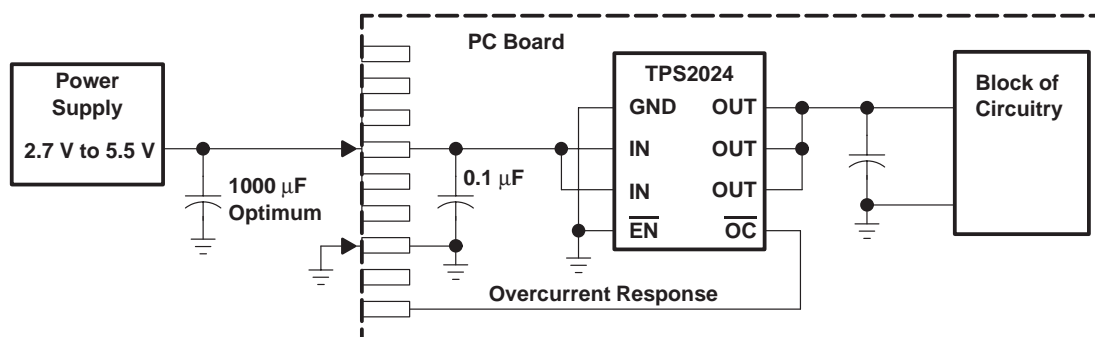 PC Board
Power
Supply
2.7 V to 5.5 V
1000 μF
Optimum
0.1 μF
TPS2024
GND OUT
IN OUT
IN OUT
EN OC
Block of
Circuitry
Overcurrent Response